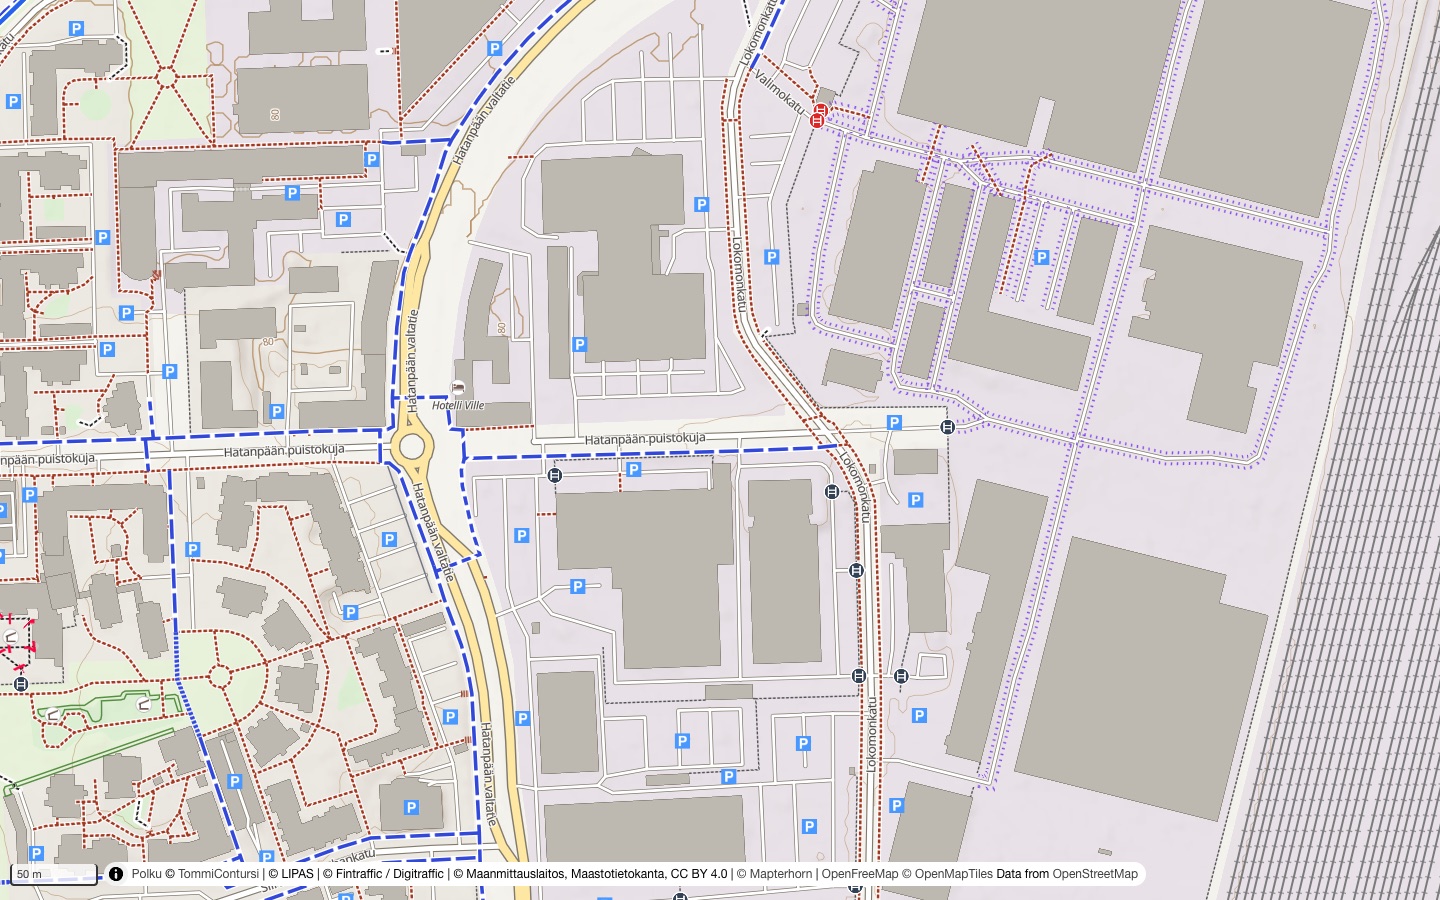 Lokomonkatu
Valimokatu
Hatanpään valtatie
80
Lokomonkatu
Hatanpään valtatie
80
80
Hotelli Ville
Hatanpään puistokuja
Hatanpään puistokuja
npään puistokuja
Lokomonkatu
Hatanpään valtatie
Lokomonkatu
Hatanpään valtatie
P
50 m
Polku © TommiContursi | © LIPAS | © Fintraffic / Digitraffic | © Maanmittauslaitos, Maastotietokanta, CC BY 4.0 | © Mapterhorn | OpenFreeMap © OpenMapTiles Data from OpenStreetMap